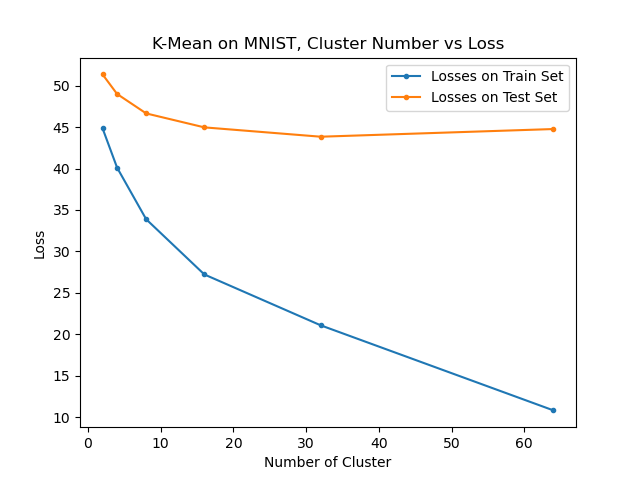 K-Mean on MNIST, Cluster Number vs Loss
Losses on Train Set
Losses on Test Set
Loss
50
45
40
35
30
25
20
15
10
0 10 20 30 40 50 60
Number of Cluster